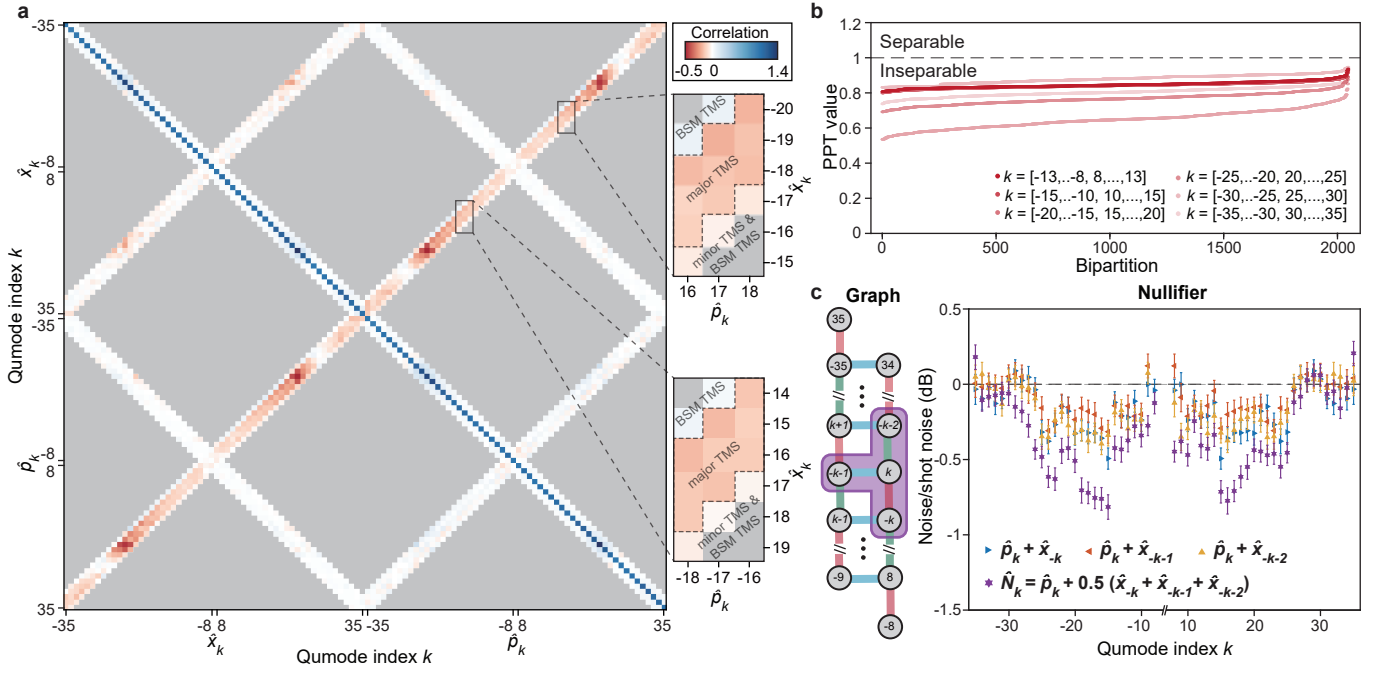 a
-35
x̂k
-8
8
Qumode index k
35
-35
p̂k
-8
8
35
-35
-8 8
35 -35
-8 8
35
x̂k
p̂k
Qumode index k
Correlation
-0.5 0 1.4
BSM TMS
major TMS
minor TMS &
BSM TMS
-20
-19
-18
-17
-16
-15
x̂k
16 17 18
p̂k
BSM TMS
major TMS
minor TMS &
BSM TMS
14
15
16
17
18
19
x̂k
-18 -17 -16
p̂k
b
PPT value
1.2
1
0.8
0.6
0.4
0.2
0
Separable
Inseparable
k = [-13,..-8, 8,...,13]
k = [-15,..-10, 10,...,15]
k = [-20,..-15, 15,...,20]
k = [-25,..-20, 20,...,25]
k = [-30,..-25, 25,...,30]
k = [-35,..-30, 30,...,35]
0 500 1000 1500 2000
Bipartition
c
Graph
35
-35 34
k+1 -k-2
-k-1 k
k-1 -k
-9 8
-8
Nullifier
Noise/shot noise (dB)
0.5
0
-0.5
-1
-1.5
p̂k + x̂-k
p̂k + x̂-k-1
p̂k + x̂-k-2
N̂k = p̂k + 0.5 (x̂-k + x̂-k-1 + x̂-k-2)
-30 -20 -10 10 20 30
Qumode index k